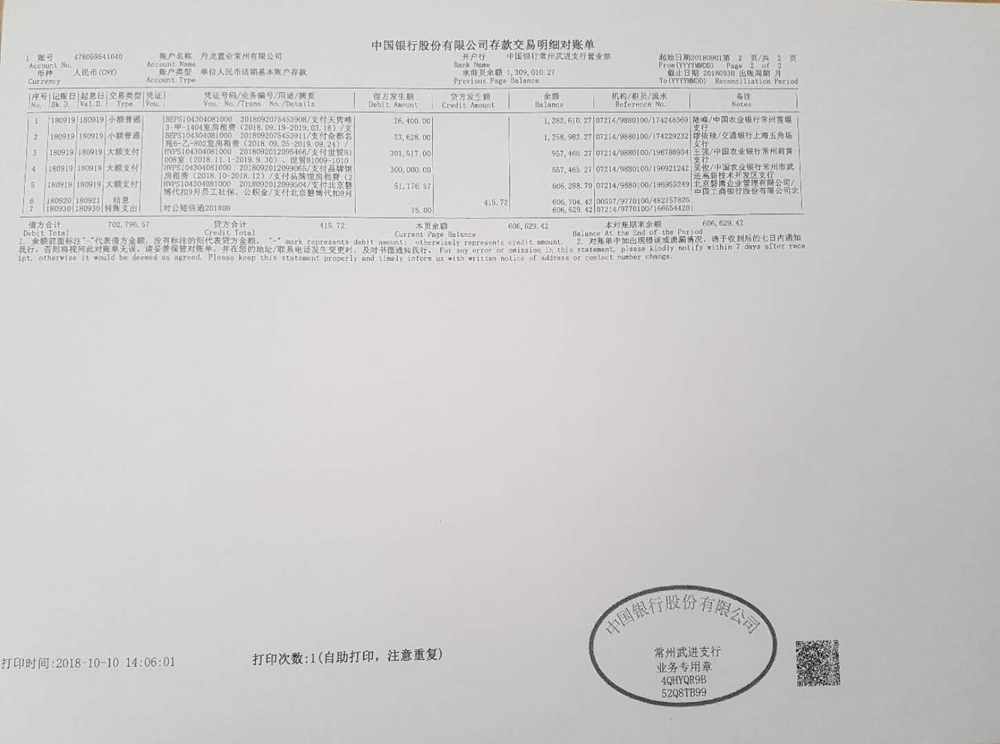 中国银行股份有限公司存款交易明细对账单
账号 478059541640 账户名称 丹龙置业常州有限公司 开户行 中国银行常州武进支行营业部 起始日期20180901第 2 页/共 2 页
Account No. Account Name Bank Name From(YYYYMMDD) Page 2 of 2
币种 人民币(CNY) 账户类型 单位人民币活期基本账户存款 承前页余额 1,309,010.27 截止日期 20180930 出账周期 月
Currency Account Type Previous Page Balance To(YYYYMMDD) Reconciliation Period
序号 记账日 起息日 交易类型 凭证 凭证号码/业务编号/用途/摘要 借方发生额 贷方发生额 余额 机构/柜员/流水 备注
No. Bk.D. Val.D. Type Vou. Vou. No./Trans. No./Details Debit Amount Credit Amount Balance Reference No. Notes
1 180919 180919 小额普通 BEPS104304081000 2018092075453908/支付天隽峰 26,400.00 1,282,610.27 07214/9880100/174248369 陆峰/中国农业银行常州雪堰
3-甲-1404室房租费(2018.09.19-2019.03.18)/支 支行
2 180919 180919 小额普通 BEPS104304081000 2018092075453911/支付金都名 23,628.00 1,258,982.27 07214/9880100/174229232 缪依琼/交通银行上海五角场
苑6-乙-802室房租费(2018.09.25-2019.09.24)/ 支行
3 180919 180919 大额支付 HVPS104304081000 2018092012095466/支付世贸B1 301,517.00 957,465.27 07214/9880100/196788934 王强/中国农业银行常州前黄
008室(2018.11.1-2019.9.30)、世贸B1009-1010 支行
4 180919 180919 大额支付 HVPS104304081000 2018092012099065/支付品牌馆 300,000.00 657,465.27 07214/9880100/196921242 吴俊/中国农业银行常州市武
房租费(2018.10-2018.12)/支付品牌馆房租费(2 进高新技术开发区支行
5 180919 180919 大额支付 HVPS104304081000 2018092012099504/支付北京磐 51,176.57 606,288.70 07214/9880100/196955249 北京磐博企业管理有限公司/
博代扣9月员工社保、公积金/支付北京磐博代扣9月 中国工商银行股份有限公司北
6 180920 180921 结息 415.72 606,704.42 00557/9770100/482757826
7 180930 180930 转账支出 对公短信通201808 75.00 606,629.42 07214/9770100/166654420
借方合计 702,796.57 贷方合计 415.72 本页余额 606,629.42 本对账期末余额 606,629.42
Debit Total Credit Total Current Page Balance Balance At the End of the Period
1. 余额前面标注"-"代表借方金额，没有标注的则代表贷方金额。 "-" mark represents debit amount; otherwisely represents credit amount. 2. 对账单中如出现错误或遗漏情况，请于收到后的七日内通知
我行，否则将视同此对账单无误。请妥善保管对账单，并在您的地址/联系电话发生变更时，及时书面通知我行。 For any error or omission in this statement, please kindly notify within 7 days after rece
ipt, otherwise it would be deemed as agreed. Please keep this statement properly and timely inform us with written notice of address or contact number change.
中国银行股份有限公司
常州武进支行
业务专用章
4QHYQR9B
52Q8TB99
打印时间:2018-10-10 14:06:01 打印次数:1(自助打印，注意重复)